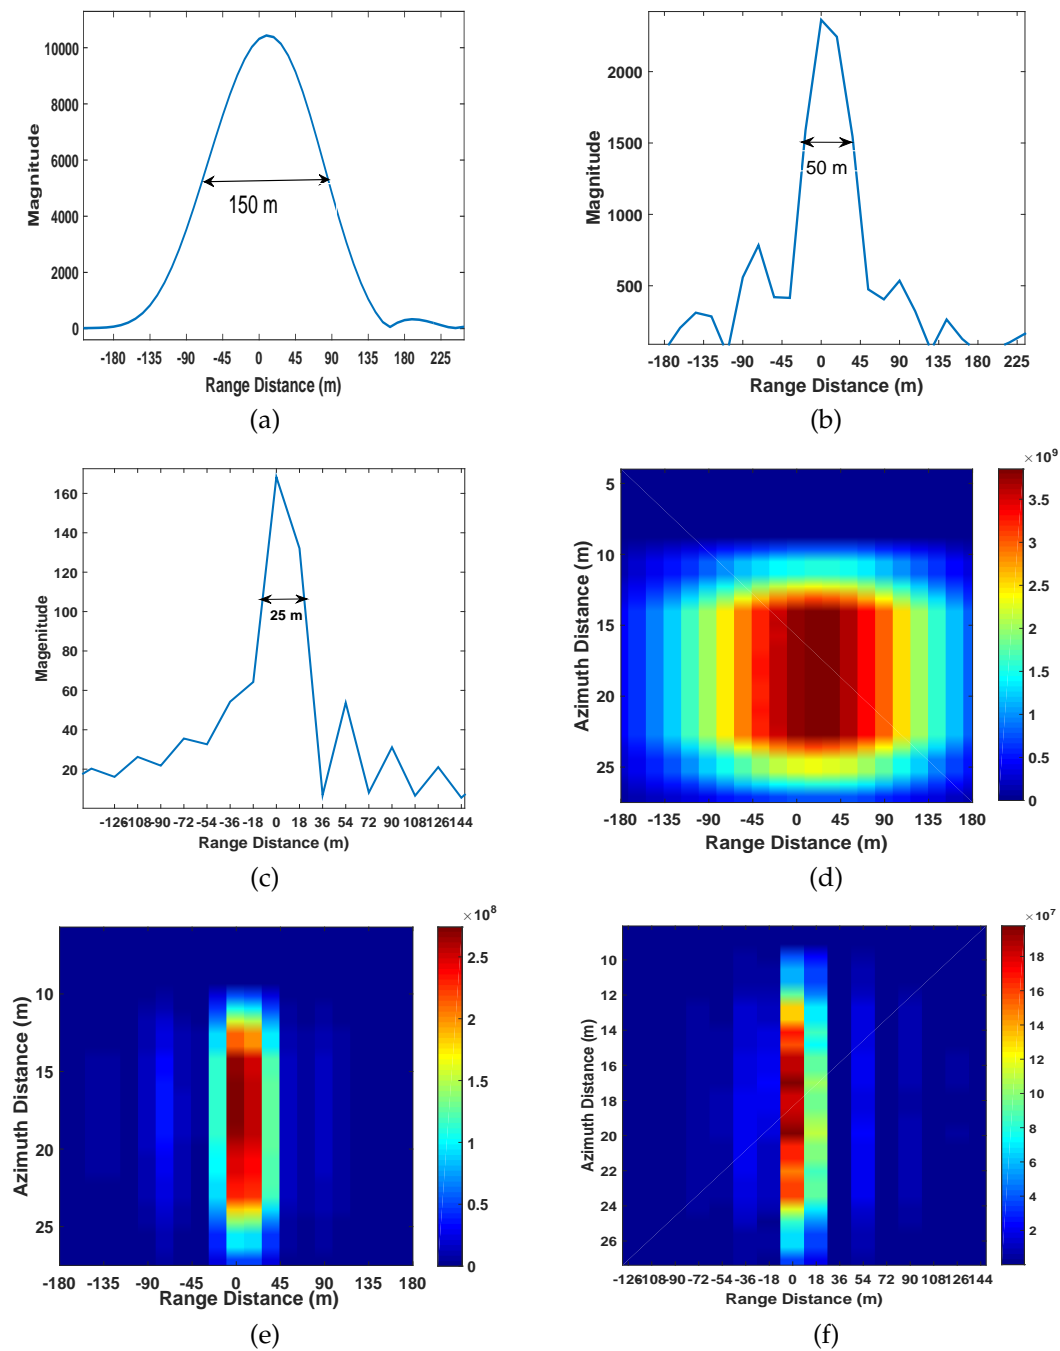 10000
8000
6000
4000
2000
0
Magnitude
150 m
-180 -135 -90 -45 0 45 90 135 180 225
Range Distance (m)
(a)
2000
1500
1000
500
Magnitude
50 m
-180 -135 -90 -45 0 45 90 135 180 225
Range Distance (m)
(b)
160
140
120
100
80
60
40
20
Magenitude
25 m
-126108-90 -72 -54 -36 -18 0 18 36 54 72 90 108126144
Range Distance (m)
(c)
×10⁹
5
10
15
20
25
Azimuth Distance (m)
3.5
3
2.5
2
1.5
1
0.5
0
-180 -135 -90 -45 0 45 90 135 180
Range Distance (m)
(d)
×10⁸
10
15
20
25
Azimuth Distance (m)
2.5
2
1.5
1
0.5
0
-180 -135 -90 -45 0 45 90 135 180
Range Distance (m)
(e)
×10⁷
10
12
14
16
18
20
22
24
26
Azimuth Distance (m)
18
16
14
12
10
8
6
4
2
-126108-90 -72 -54 -36 -18 0 18 36 54 72 90 108126144
Range Distance (m)
(f)